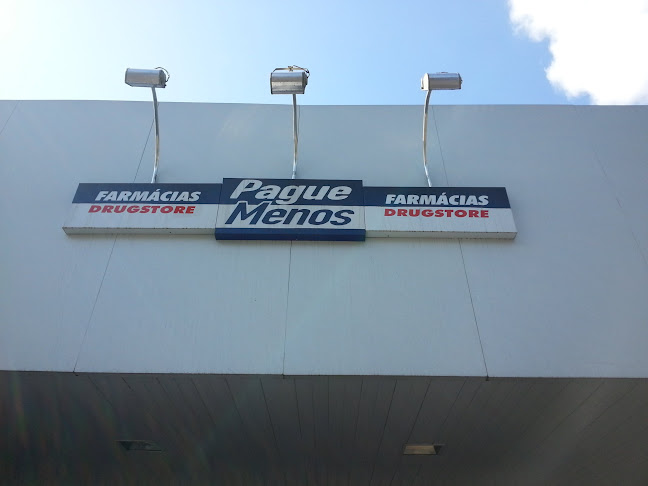 FARMÁCIAS
DRUGSTORE
Pague
Menos
FARMÁCIAS
DRUGSTORE